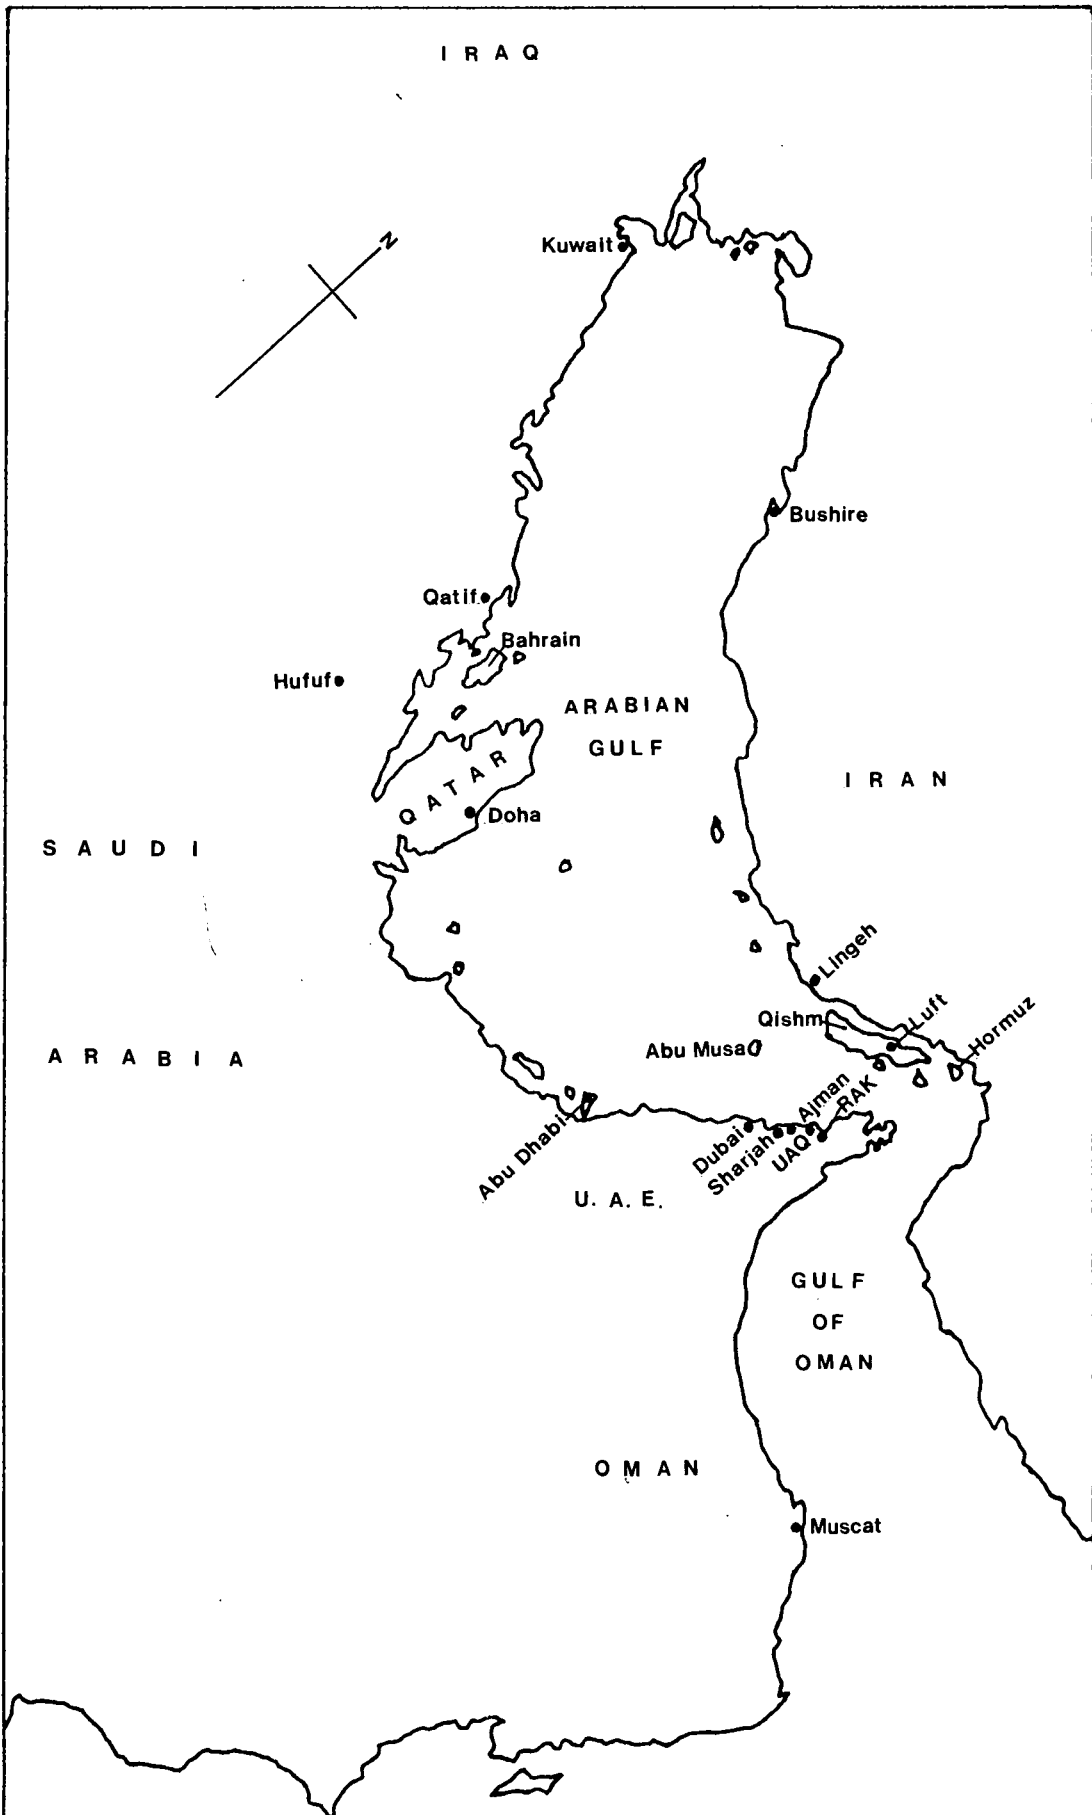 IRAQ
N
Kuwait
Bushire
Qatif
Bahrain
Hufuf
ARABIAN
GULF
IRAN
QATAR
Doha
SAUDI
Lingeh
Luft
Qishm
Hormuz
ARABIA
Abu Musa
Ajman
RAK
Abu Dhabi
Dubai
Sharjah
UAQ
U. A. E.
GULF
OF
OMAN
OMAN
Muscat